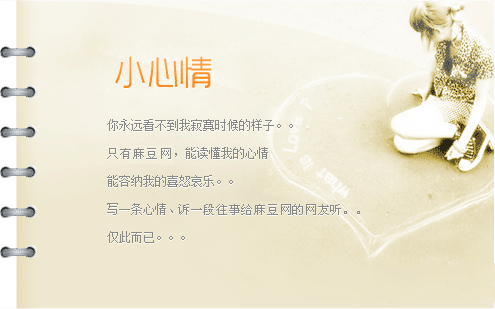 小心情
你永远看不到我寂寞时候的样子。。
只有麻豆网，能读懂我的心情
能容纳我的喜怒哀乐。。
写一条心情、诉一段往事给麻豆网的网友听。。
仅此而已。。。
What is Love ?